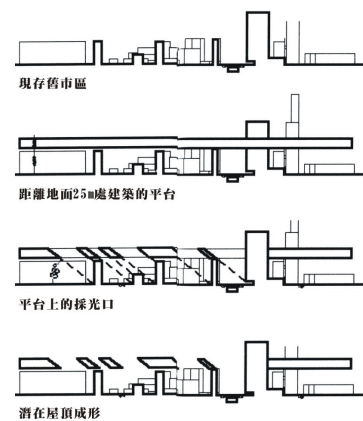 現存舊市區
距離地面25m處建築的平台
平台上的採光口
潛在屋頂成形